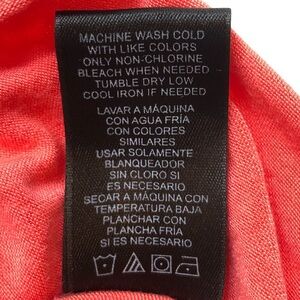 MACHINE WASH COLD
WITH LIKE COLORS
ONLY NON-CHLORINE
BLEACH WHEN NEEDED
TUMBLE DRY LOW
COOL IRON IF NEEDED
LAVAR A MÁQUINA
CON AGUA FRÍA
CON COLORES
SIMILARES
USAR SOLAMENTE
BLANQUEADOR
SIN CLORO SI
ES NECESARIO
SECAR A MÁQUINA CON
TEMPERATURA BAJA
PLANCHAR CON
PLANCHA FRÍA
SI ES NECESARIO